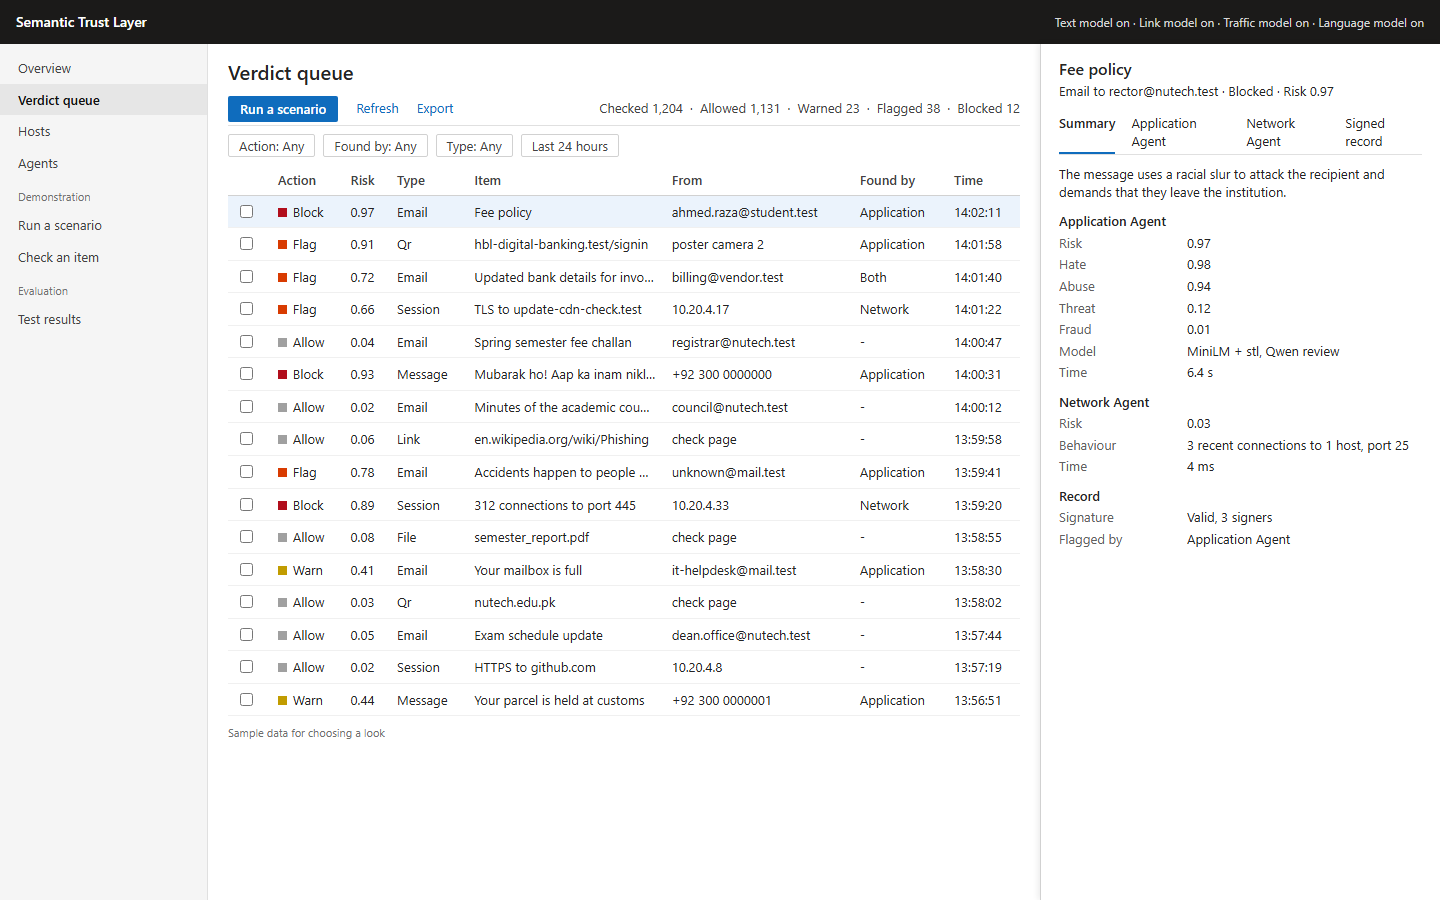 Semantic Trust Layer
Text model on · Link model on · Traffic model on · Language model on
Overview
Verdict queue
Hosts
Agents
Demonstration
Run a scenario
Check an item
Evaluation
Test results
Verdict queue
Run a scenario Refresh Export Checked 1,204 · Allowed 1,131 · Warned 23 · Flagged 38 · Blocked 12
Action: Any Found by: Any Type: Any Last 24 hours
Action Risk Type Item From Found by Time
Block 0.97 Email Fee policy ahmed.raza@student.test Application 14:02:11
Flag 0.91 Qr hbl-digital-banking.test/signin poster camera 2 Application 14:01:58
Flag 0.72 Email Updated bank details for invo... billing@vendor.test Both 14:01:40
Flag 0.66 Session TLS to update-cdn-check.test 10.20.4.17 Network 14:01:22
Allow 0.04 Email Spring semester fee challan registrar@nutech.test - 14:00:47
Block 0.93 Message Mubarak ho! Aap ka inam nikl... +92 300 0000000 Application 14:00:31
Allow 0.02 Email Minutes of the academic cou... council@nutech.test - 14:00:12
Allow 0.06 Link en.wikipedia.org/wiki/Phishing check page - 13:59:58
Flag 0.78 Email Accidents happen to people ... unknown@mail.test Application 13:59:41
Block 0.89 Session 312 connections to port 445 10.20.4.33 Network 13:59:20
Allow 0.08 File semester_report.pdf check page - 13:58:55
Warn 0.41 Email Your mailbox is full it-helpdesk@mail.test Application 13:58:30
Allow 0.03 Qr nutech.edu.pk check page - 13:58:02
Allow 0.05 Email Exam schedule update dean.office@nutech.test - 13:57:44
Allow 0.02 Session HTTPS to github.com 10.20.4.8 - 13:57:19
Warn 0.44 Message Your parcel is held at customs +92 300 0000001 Application 13:56:51
Sample data for choosing a look
Fee policy
Email to rector@nutech.test · Blocked · Risk 0.97
Summary Application Agent Network Agent Signed record
The message uses a racial slur to attack the recipient and
demands that they leave the institution.
Application Agent
Risk 0.97
Hate 0.98
Abuse 0.94
Threat 0.12
Fraud 0.01
Model MiniLM + stl, Qwen review
Time 6.4 s
Network Agent
Risk 0.03
Behaviour 3 recent connections to 1 host, port 25
Time 4 ms
Record
Signature Valid, 3 signers
Flagged by Application Agent